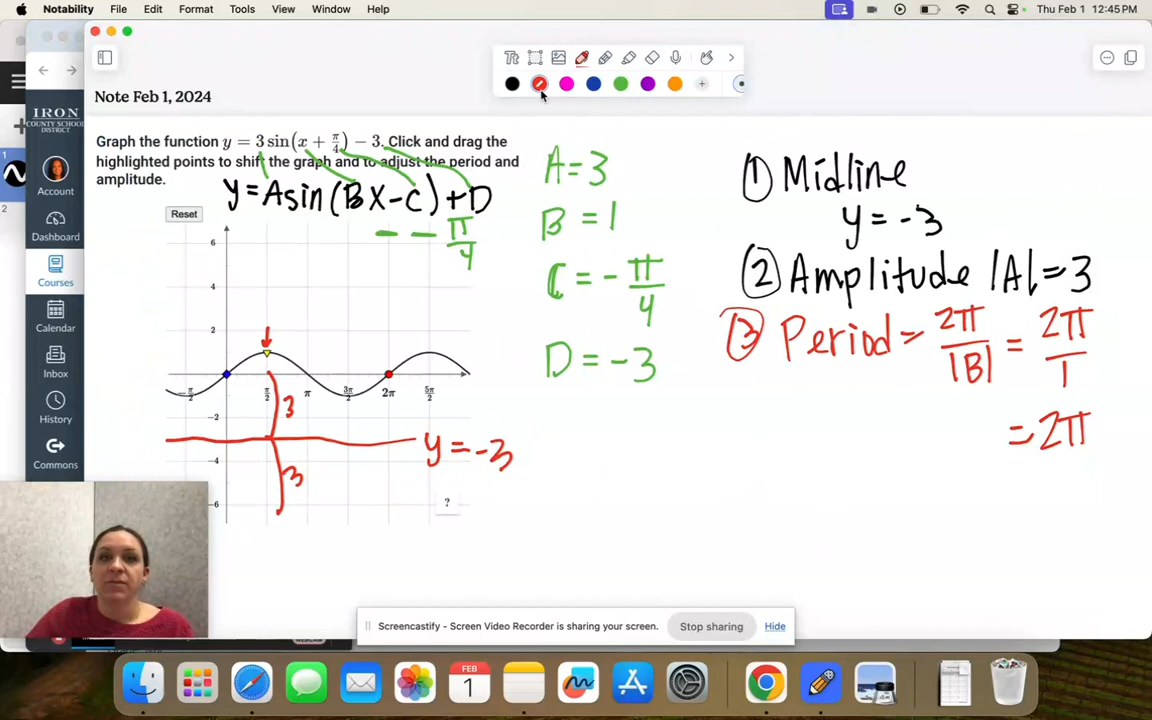 Notability File Edit Format Tools View Window Help Thu Feb 1 12:45 PM
Note Feb 1, 2024
IRON
COUNTY SCHOOL
DISTRICT
Account
Dashboard
Courses
Calendar
Inbox
History
Commons
1
2
Graph the function y = 3 sin(x + π/4) − 3. Click and drag the
highlighted points to shift the graph and to adjust the period and
amplitude.
y = A sin (BX − C) + D
− − π/4
Reset
6
4
2
-2
-4
-6
-π/2 π/2 π 3π/2 2π 5π/2
3
3
y = -3
?
A = 3
B = 1
C = - π/4
D = -3
① Midline
y = -3
② Amplitude |A| = 3
③ Period = 2π/|B| = 2π/1
= 2π
Screencastify - Screen Video Recorder is sharing your screen. Stop sharing Hide
FEB
1